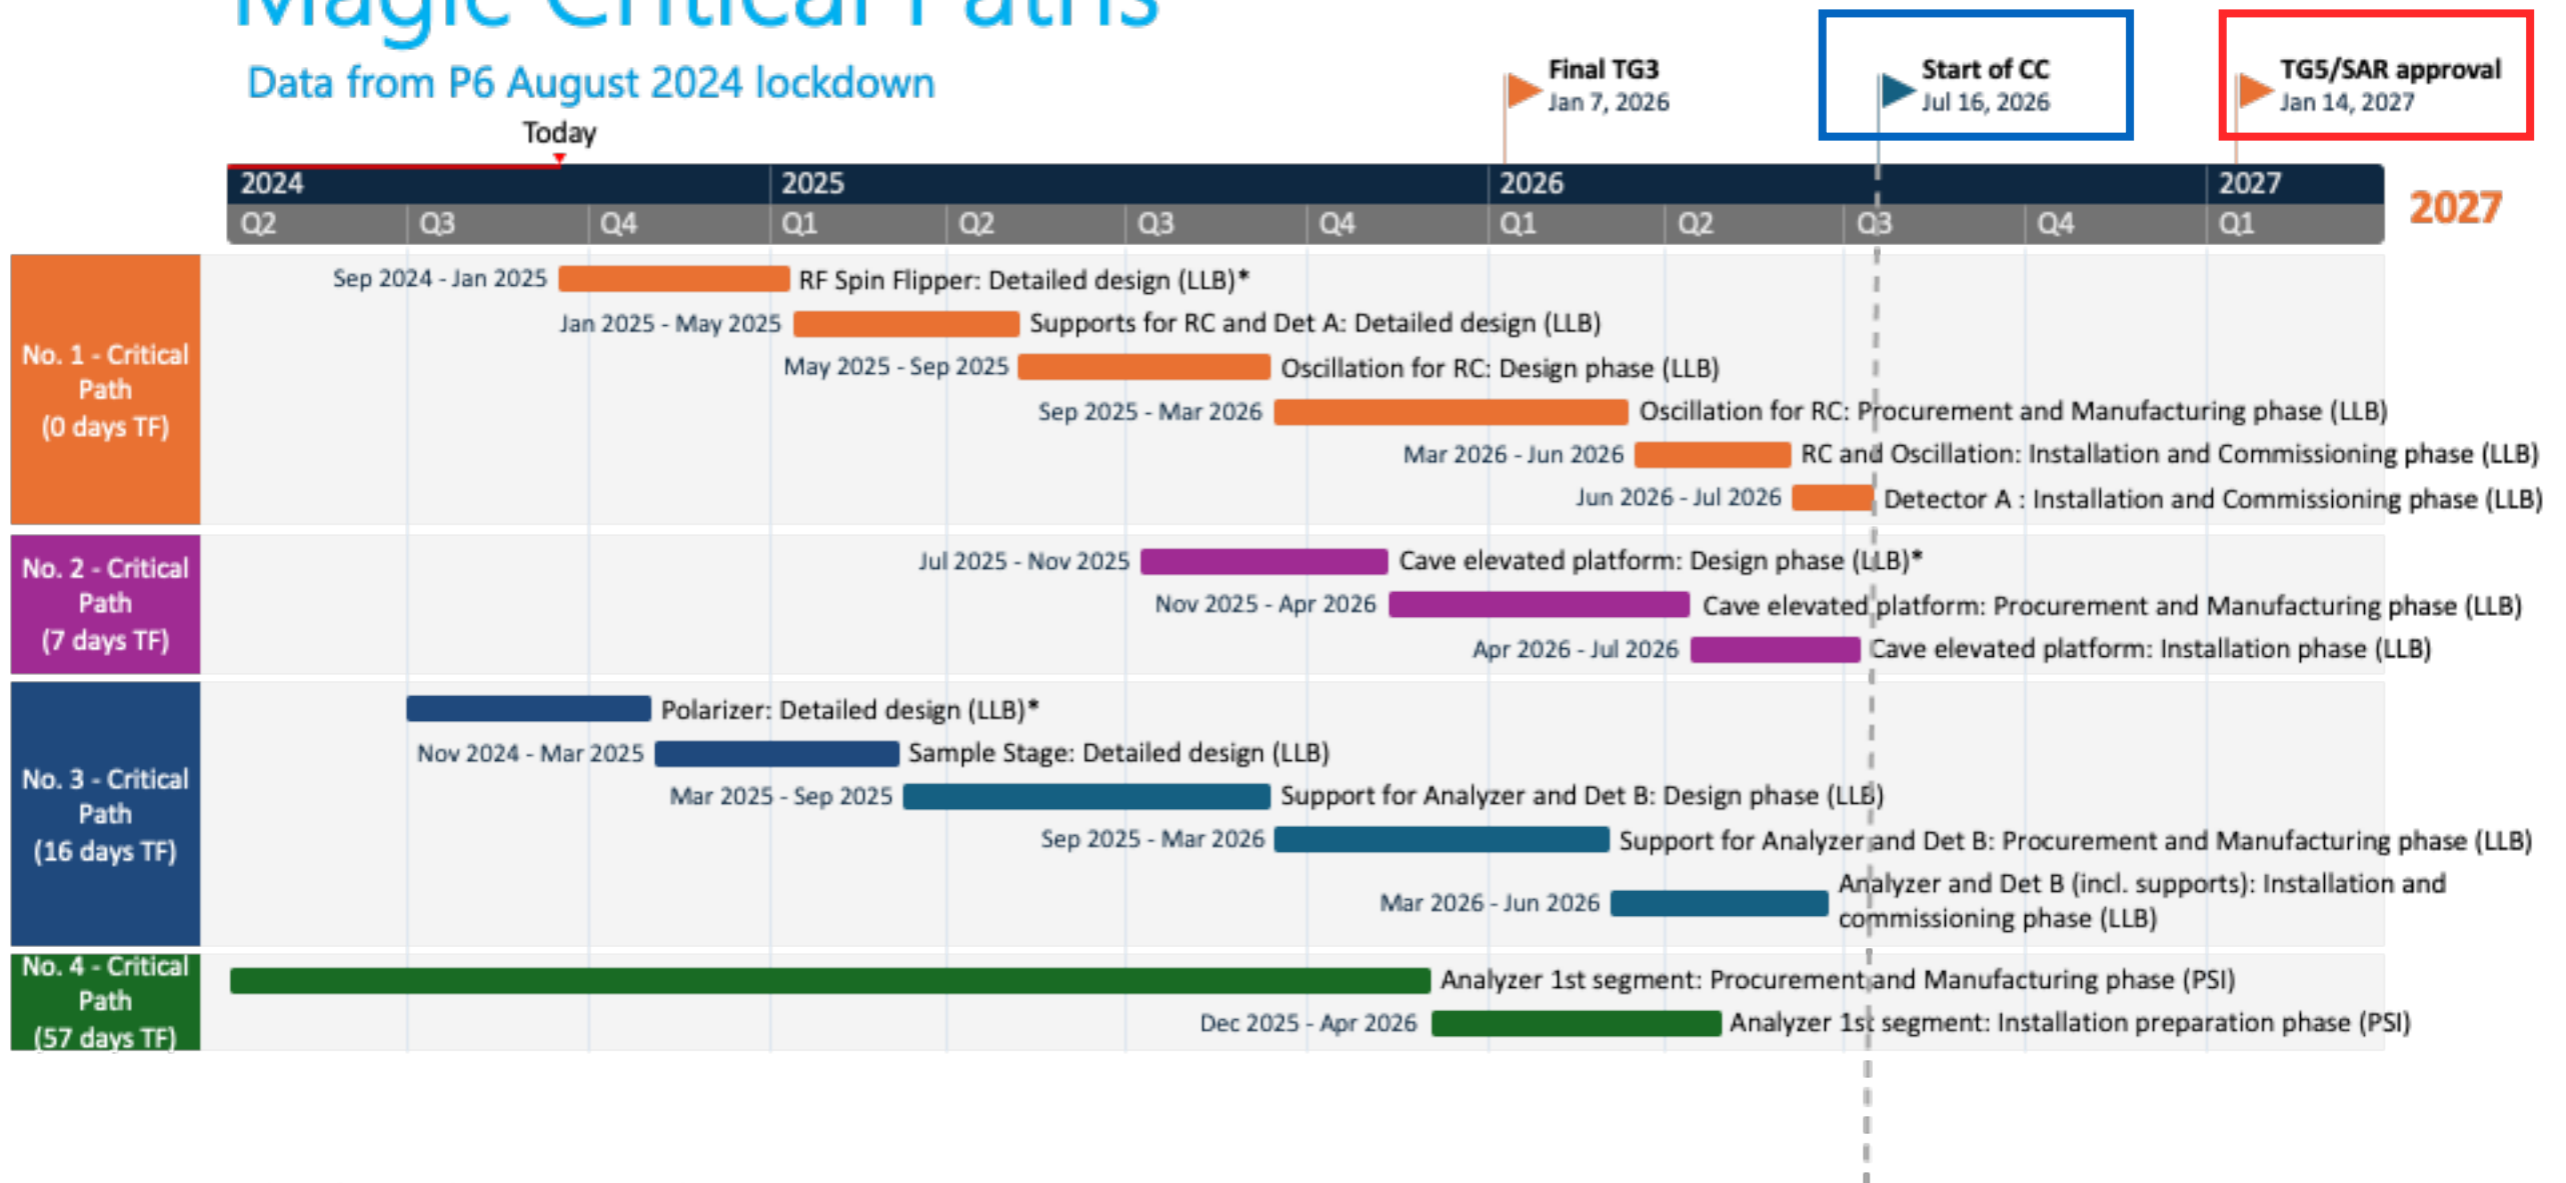 Magic Critical Paths
Data from P6 August 2024 lockdown
Today
Final TG3
Jan 7, 2026
Start of CC
Jul 16, 2026
TG5/SAR approval
Jan 14, 2027
2024 2025 2026 2027
2027
Q2 Q3 Q4 Q1 Q2 Q3 Q4 Q1 Q2 Q3 Q4 Q1
No. 1 - Critical
Path
(0 days TF)
Sep 2024 - Jan 2025 RF Spin Flipper: Detailed design (LLB)*
Jan 2025 - May 2025 Supports for RC and Det A: Detailed design (LLB)
May 2025 - Sep 2025 Oscillation for RC: Design phase (LLB)
Sep 2025 - Mar 2026 Oscillation for RC: Procurement and Manufacturing phase (LLB)
Mar 2026 - Jun 2026 RC and Oscillation: Installation and Commissioning phase (LLB)
Jun 2026 - Jul 2026 Detector A : Installation and Commissioning phase (LLB)
No. 2 - Critical
Path
(7 days TF)
Jul 2025 - Nov 2025 Cave elevated platform: Design phase (LLB)*
Nov 2025 - Apr 2026 Cave elevated platform: Procurement and Manufacturing phase (LLB)
Apr 2026 - Jul 2026 Cave elevated platform: Installation phase (LLB)
No. 3 - Critical
Path
(16 days TF)
Polarizer: Detailed design (LLB)*
Nov 2024 - Mar 2025 Sample Stage: Detailed design (LLB)
Mar 2025 - Sep 2025 Support for Analyzer and Det B: Design phase (LLB)
Sep 2025 - Mar 2026 Support for Analyzer and Det B: Procurement and Manufacturing phase (LLB)
Mar 2026 - Jun 2026 Analyzer and Det B (incl. supports): Installation and
commissioning phase (LLB)
No. 4 - Critical
Path
(57 days TF)
Analyzer 1st segment: Procurement and Manufacturing phase (PSI)
Dec 2025 - Apr 2026 Analyzer 1st segment: Installation preparation phase (PSI)